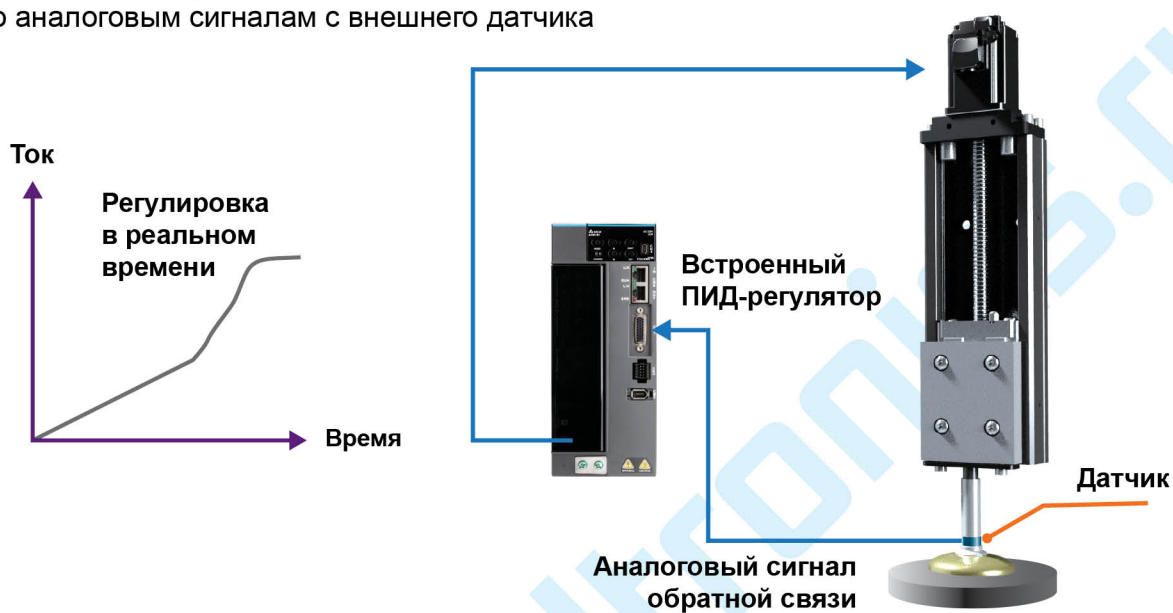 о аналоговым сигналам с внешнего датчика
Ток
Регулировка
в реальном
времени
Время
Встроенный
ПИД-регулятор
Датчик
Аналоговый сигнал
обратной связи